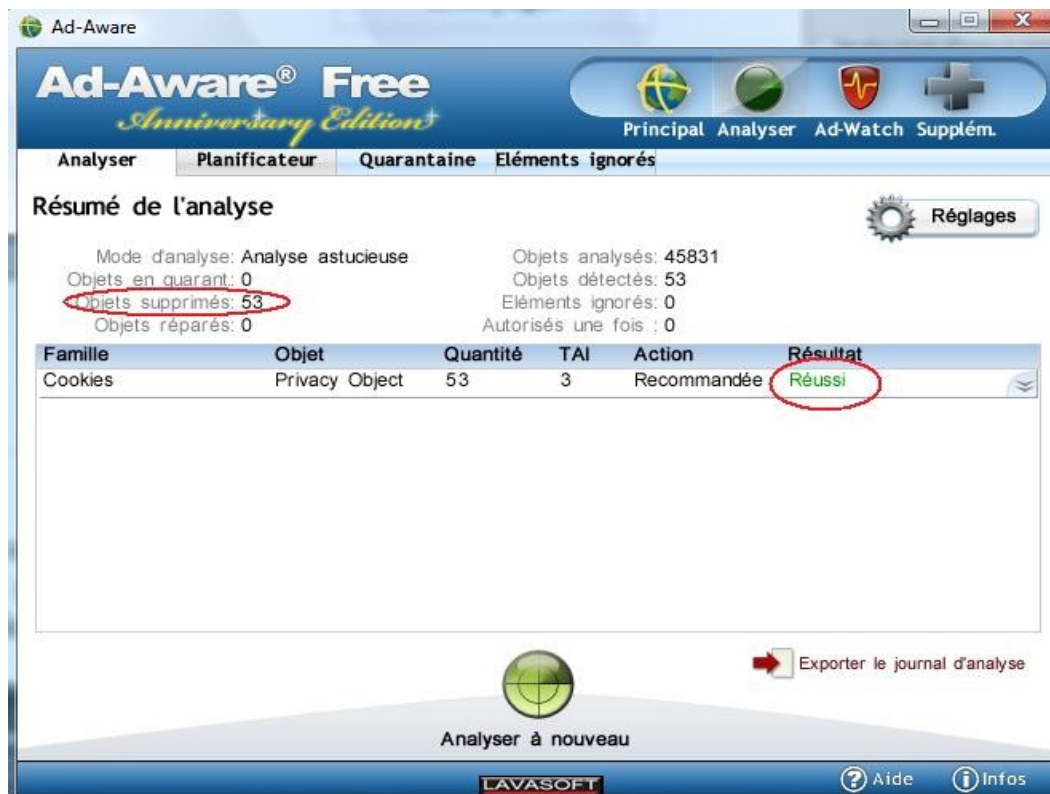 Ad-Aware
Ad-Aware® Free
Anniversary Edition
Principal Analyser Ad-Watch Supplém.
Analyser Planificateur Quarantaine Eléments ignorés
Résumé de l'analyse
Réglages
Mode d'analyse: Analyse astucieuse Objets analysés: 45831
Objets en quarant.: 0 Objets détectés: 53
Objets supprimés: 53 Eléments ignorés: 0
Objets réparés: 0 Autorisés une fois : 0
Famille Objet Quantité TAI Action Résultat
Cookies Privacy Object 53 3 Recommandée Réussi
Exporter le journal d'analyse
Analyser à nouveau
LAVASOFT
Aide Infos